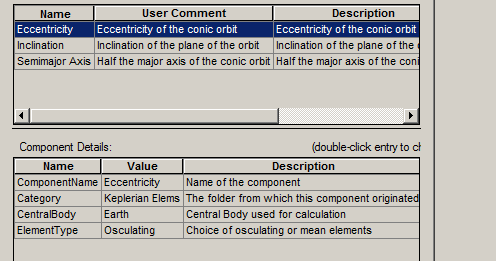 Name User Comment Description
Eccentricity Eccentricity of the conic orbit Eccentricity of the conic orbit
Inclination Inclination of the plane of the orbit Inclination of the plane of the
Semimajor Axis Half the major axis of the conic orbit Half the major axis of the
Component Details: (double-click entry to
Name Value Description
ComponentName Eccentricity Name of the component
Category Keplerian Elems The folder from which this component originated
CentralBody Earth Central Body used for calculation
ElementType Osculating Choice of osculating or mean elements